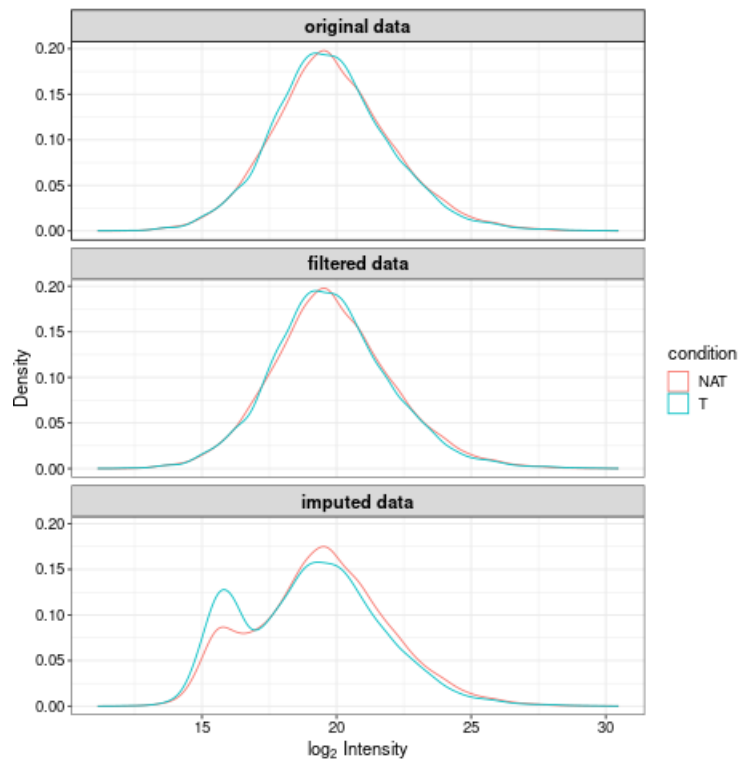 original data
0.20
0.15
0.10
0.05
0.00
filtered data
0.20
0.15
0.10
0.05
0.00
Density
condition
NAT
T
imputed data
0.20
0.15
0.10
0.05
0.00
15 20 25 30
log₂ Intensity